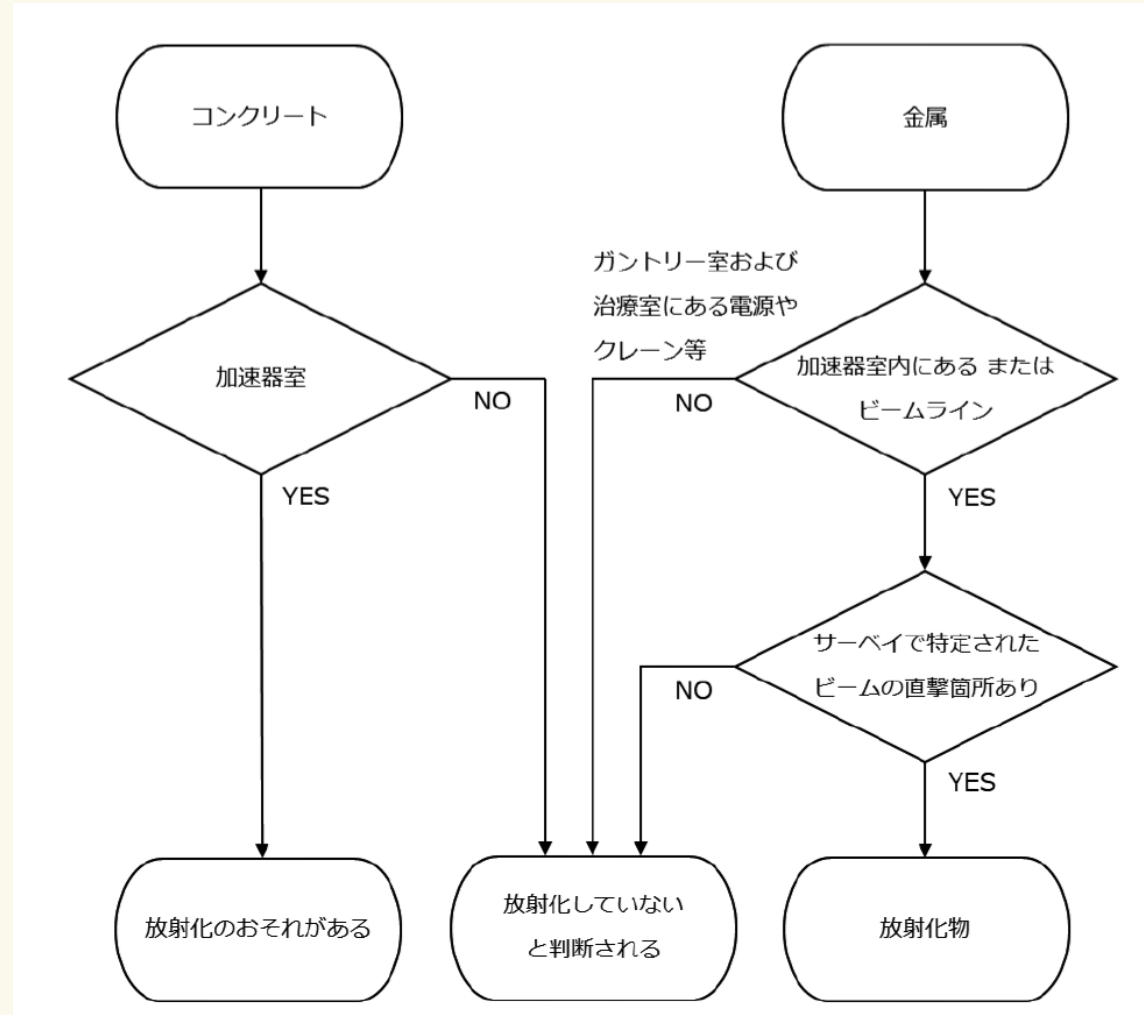 コンクリート
金属
ガントリー室および
治療室にある電源や
クレーン等
加速器室
NO
YES
加速器室内にある または
ビームライン
NO
YES
サーベイで特定された
ビームの直撃箇所あり
NO
YES
放射化のおそれがある
放射化していない
と判断される
放射化物